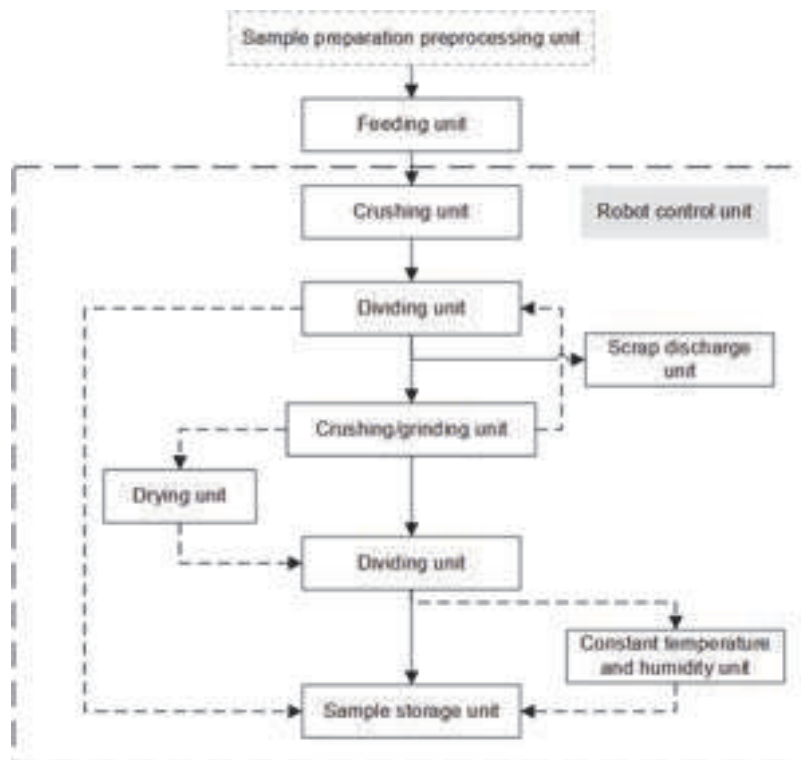 Sample preparation preprocessing unit
Feeding unit
Crushing unit
Robot control unit
Dividing unit
Scrap discharge
unit
Crushing/grinding unit
Drying unit
Dividing unit
Constant temperature
and humidity unit
Sample storage unit